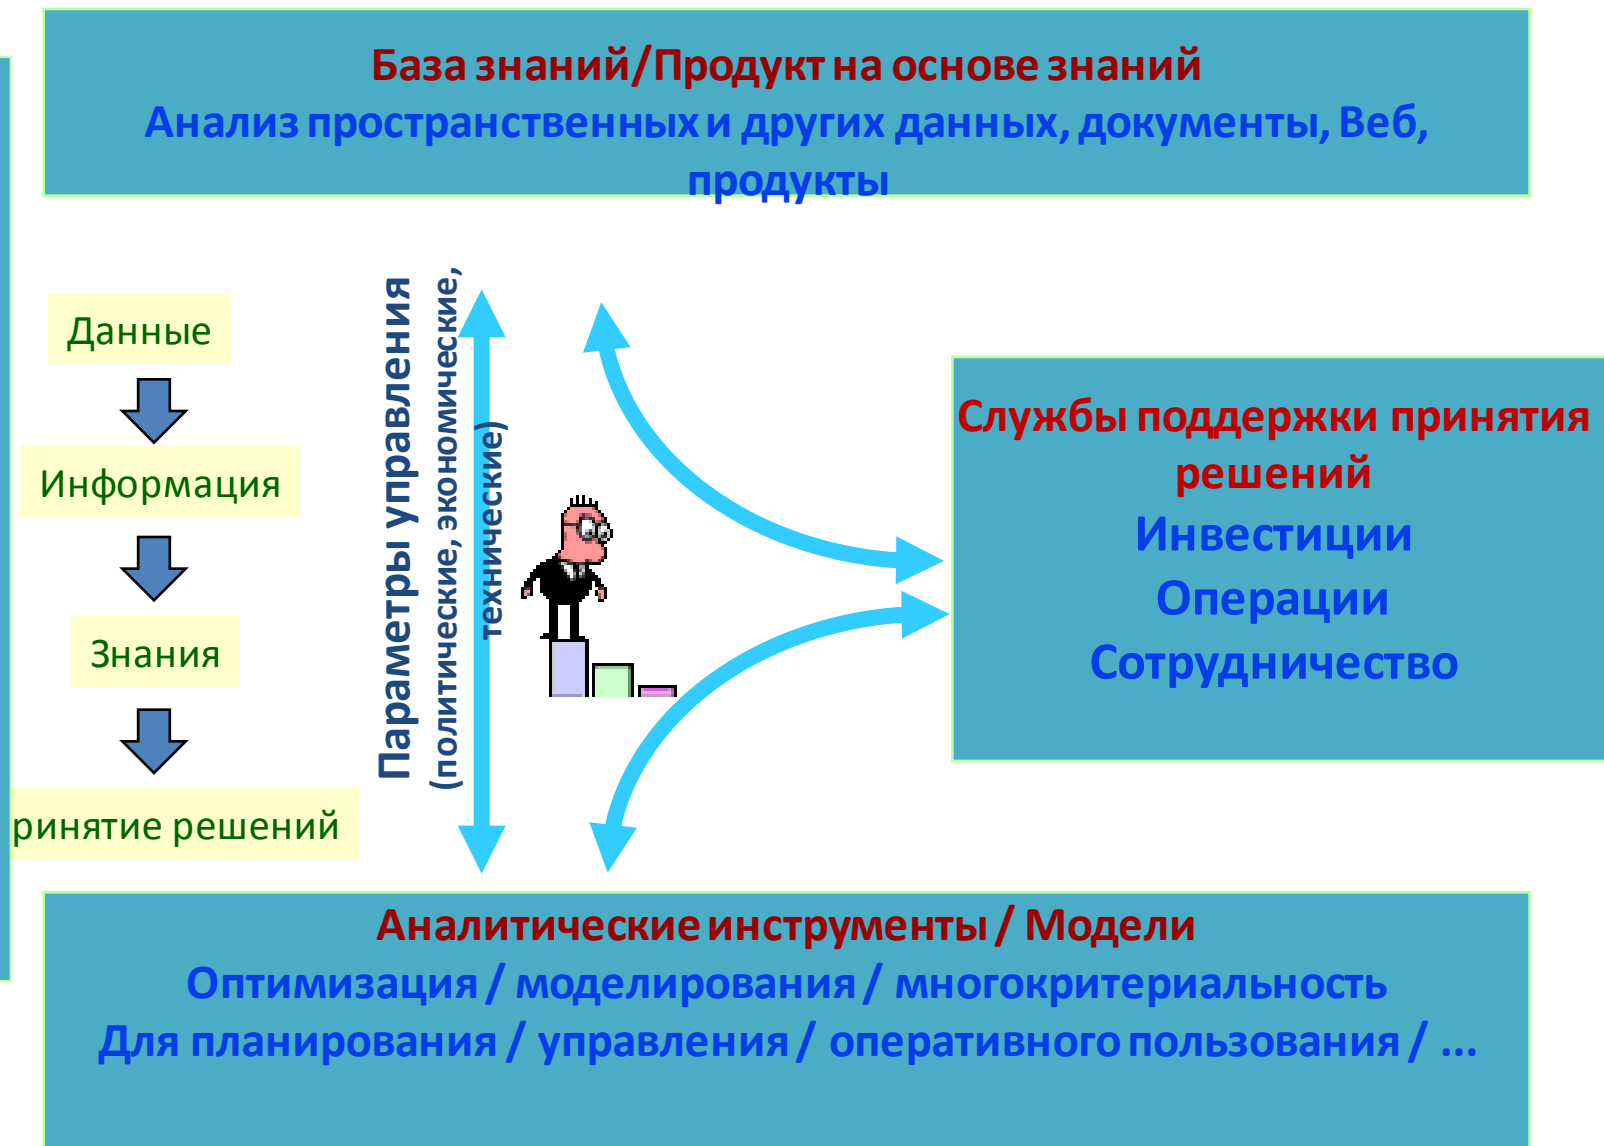 База знаний/Продукт на основе знаний
Анализ пространственных и других данных, документы, Веб,
продукты
Данные
Информация
Знания
ринятие решений
Параметры управления
(политические, экономические,
технические)
Службы поддержки принятия
решений
Инвестиции
Операции
Сотрудничество
Аналитические инструменты / Модели
Оптимизация / моделирования / многокритериальность
Для планирования / управления / оперативного пользования / ...